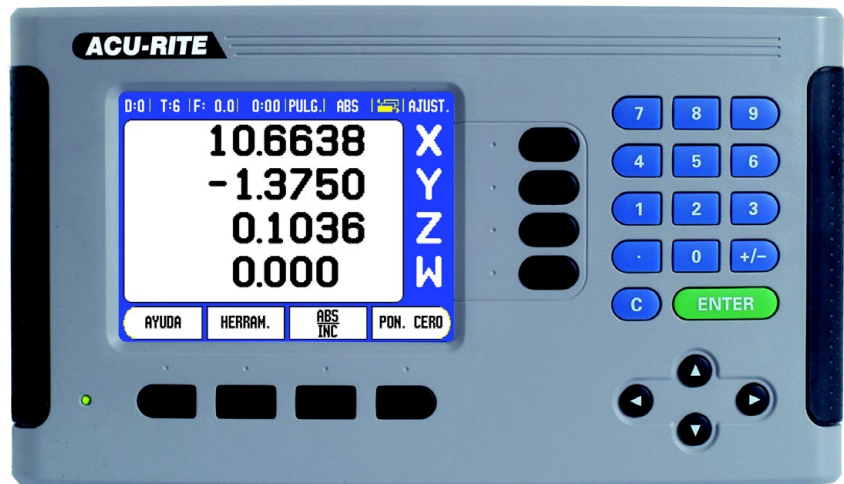 ACU-RITE
D:0 | T:6 | F: 0.0 | 0:00 | PULG. | ABS | | AJUST.
10.6638 X
-1.3750 Y
0.1036 Z
0.000 W
AYUDA HERRAM. ABS/INC PON. CERO
7 8 9
4 5 6
1 2 3
. 0 +/-
C ENTER